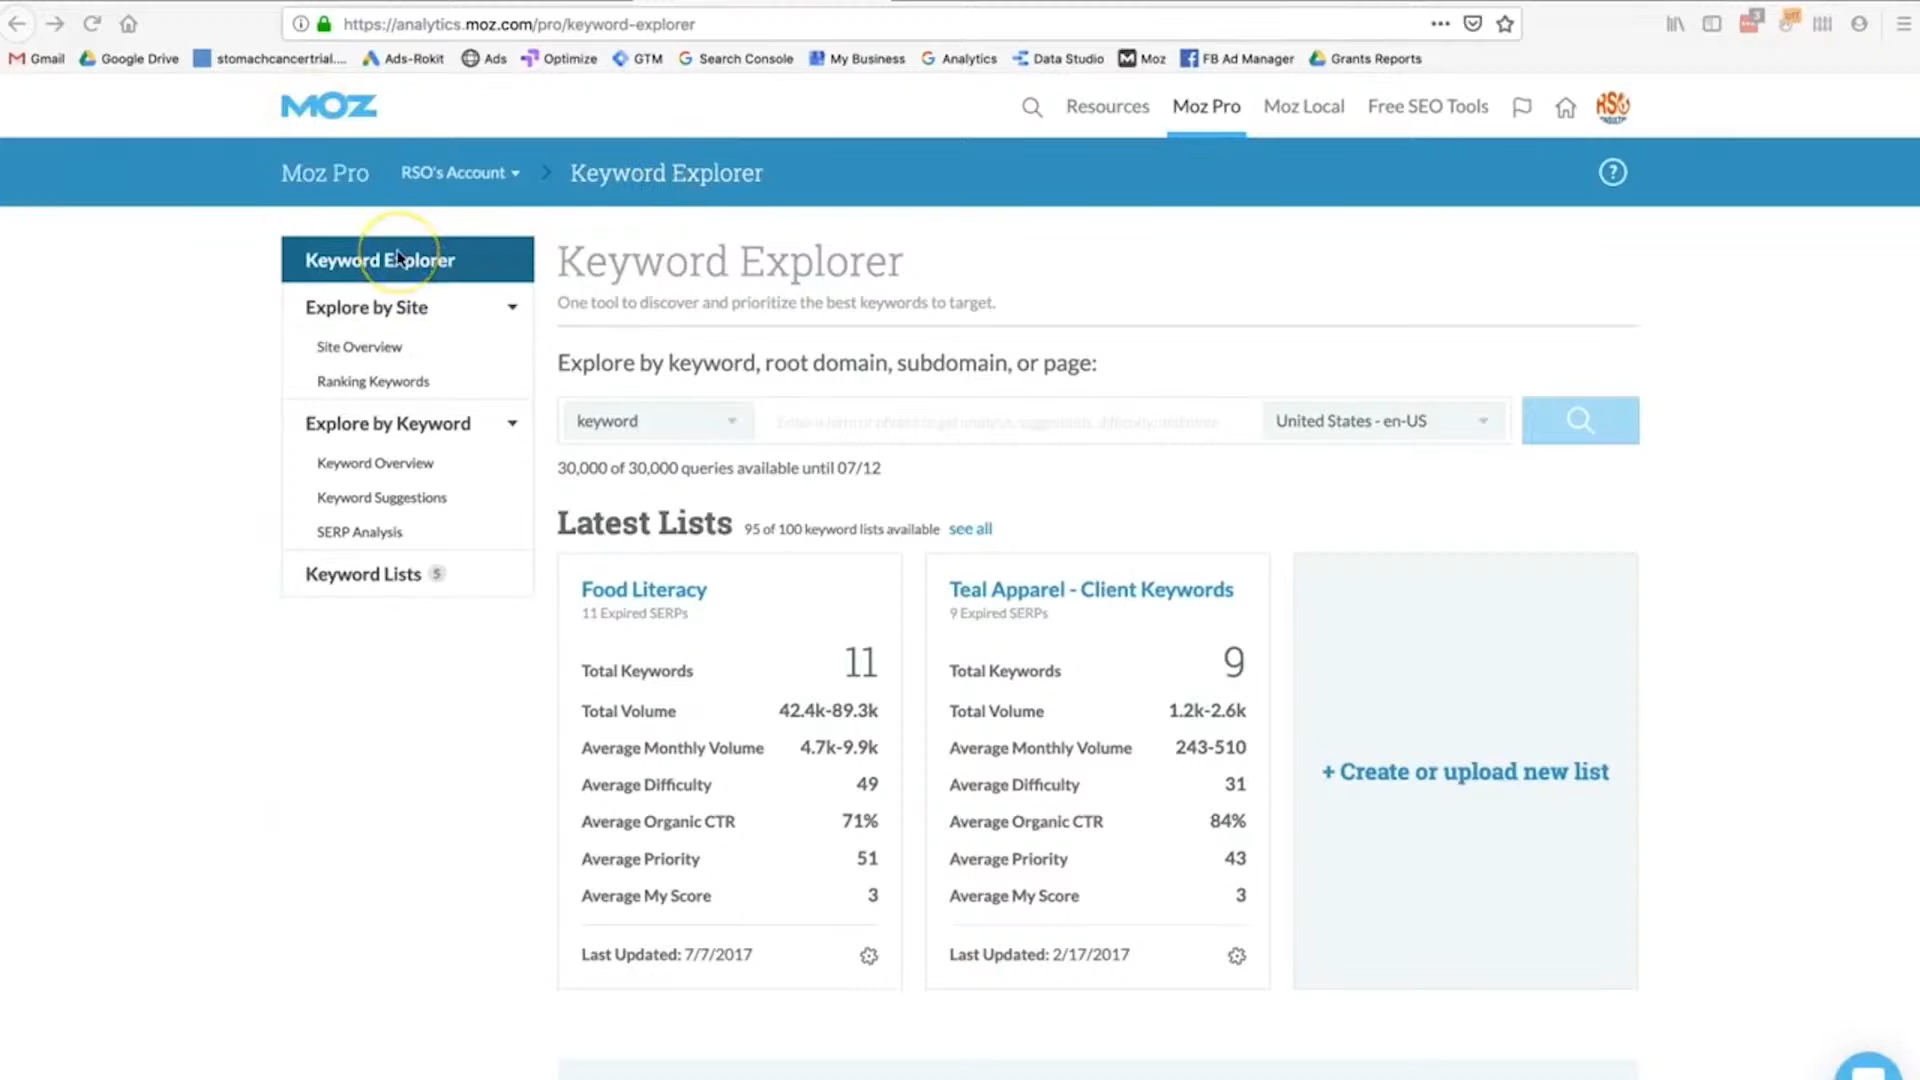 https://analytics.moz.com/pro/keyword-explorer
3
off
Gmail
Google Drive
stomachcancertrial....
Ads-Rokit
Ads
Optimize
GTM
Search Console
My Business
Analytics
Data Studio
Moz
FB Ad Manager
Grants Reports
MOZ
Resources
Moz Pro
Moz Local
Free SEO Tools
RSO
Moz Pro
RSO's Account
Keyword Explorer
?
Keyword Explorer
Explore by Site
Site Overview
Ranking Keywords
Explore by Keyword
Keyword Overview
Keyword Suggestions
SERP Analysis
Keyword Lists 5
Keyword Explorer
One tool to discover and prioritize the best keywords to target.
Explore by keyword, root domain, subdomain, or page:
keyword
Enter a term or phrase to get
United States - en-US
30,000 of 30,000 queries available until 07/12
Latest Lists 95 of 100 keyword lists available see all
Food Literacy
11 Expired SERPs
Total Keywords 11
Total Volume 42.4k-89.3k
Average Monthly Volume 4.7k-9.9k
Average Difficulty 49
Average Organic CTR 71%
Average Priority 51
Average My Score 3
Last Updated: 7/7/2017
Teal Apparel - Client Keywords
9 Expired SERPs
Total Keywords 9
Total Volume 1.2k-2.6k
Average Monthly Volume 243-510
Average Difficulty 31
Average Organic CTR 84%
Average Priority 43
Average My Score 3
Last Updated: 2/17/2017
+ Create or upload new list